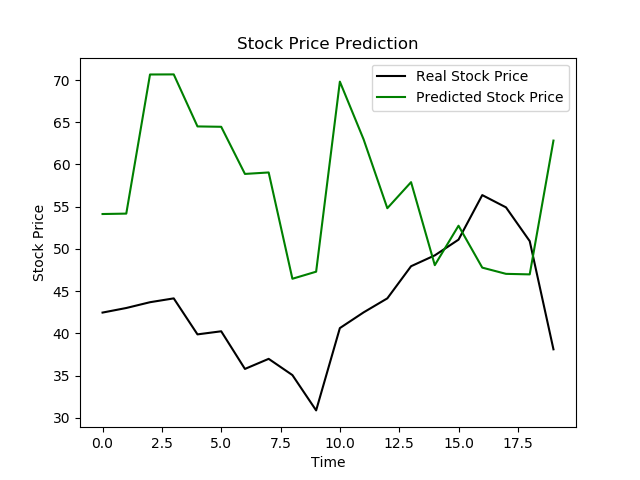 Stock Price Prediction
Real Stock Price
Predicted Stock Price
Stock Price
70
65
60
55
50
45
40
35
30
0.0 2.5 5.0 7.5 10.0 12.5 15.0 17.5
Time